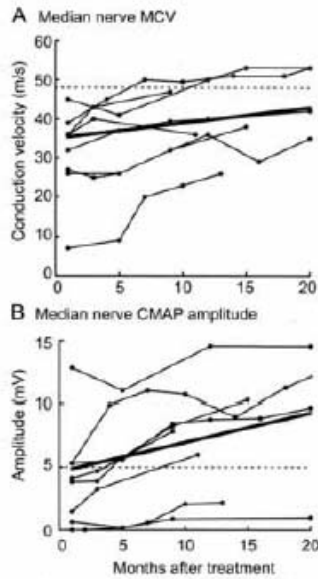 A Median nerve MCV
Conduction velocity (m/s)
60
50
40
30
20
10
0
0 5 10 15 20
B Median nerve CMAP amplitude
Amplitude (mV)
15
10
5
0
0 5 10 15 20
Months after treatment